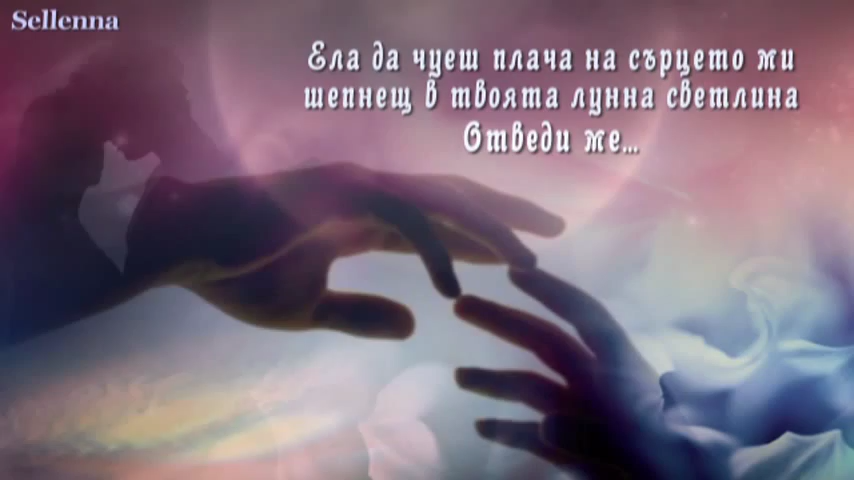 Sellenna
Ела да чуеш плача на сърцето ми
шепнещ в твоята лунна светлина
Отведи ме...